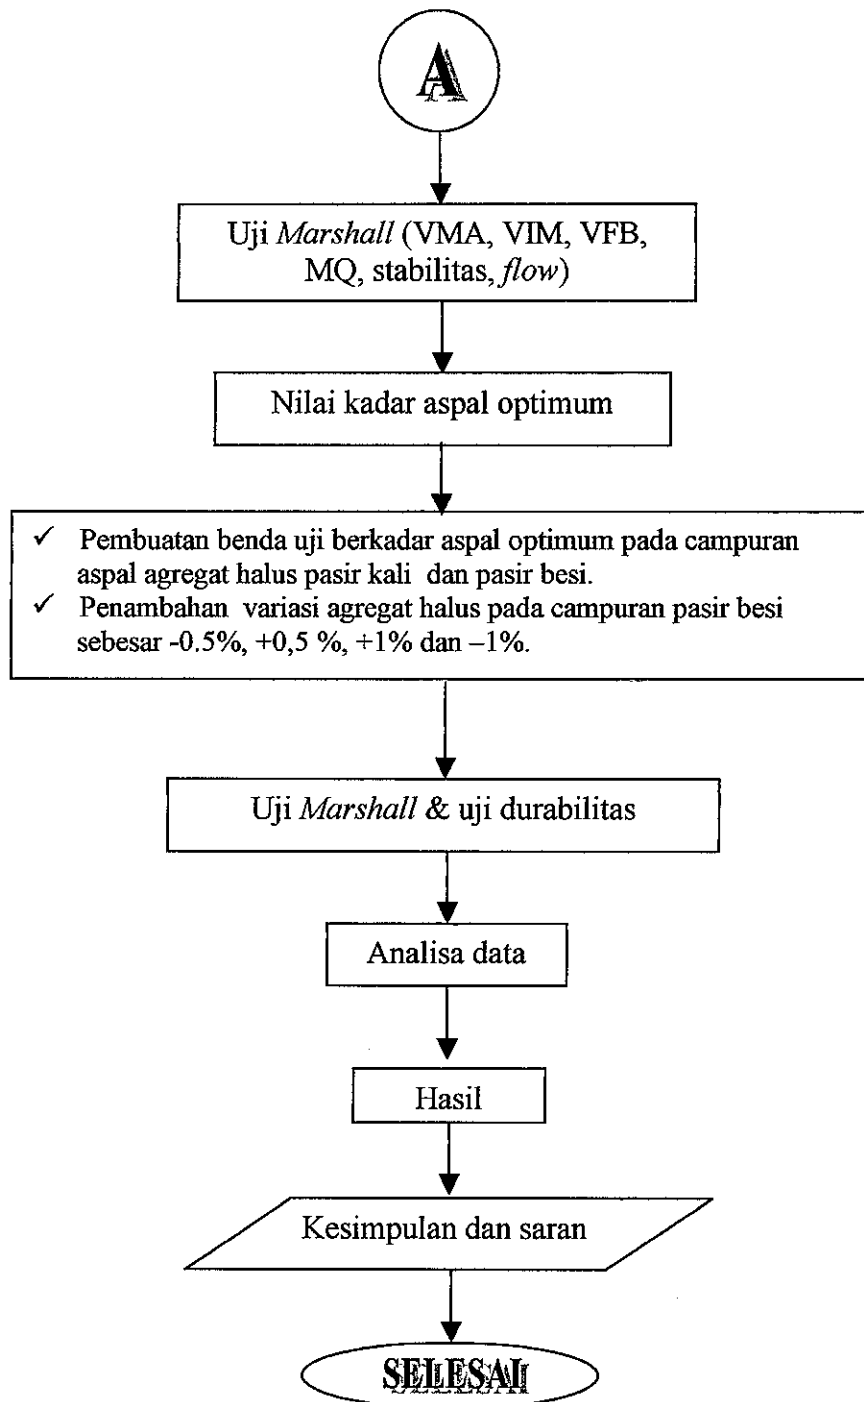 A
Uji Marshall (VMA, VIM, VFB,
MQ, stabilitas, flow)
Nilai kadar aspal optimum
✓ Pembuatan benda uji berkadar aspal optimum pada campuran
aspal agregat halus pasir kali dan pasir besi.
✓ Penambahan variasi agregat halus pada campuran pasir besi
sebesar -0.5%, +0,5 %, +1% dan –1%.
Uji Marshall & uji durabilitas
Analisa data
Hasil
Kesimpulan dan saran
SELESAI